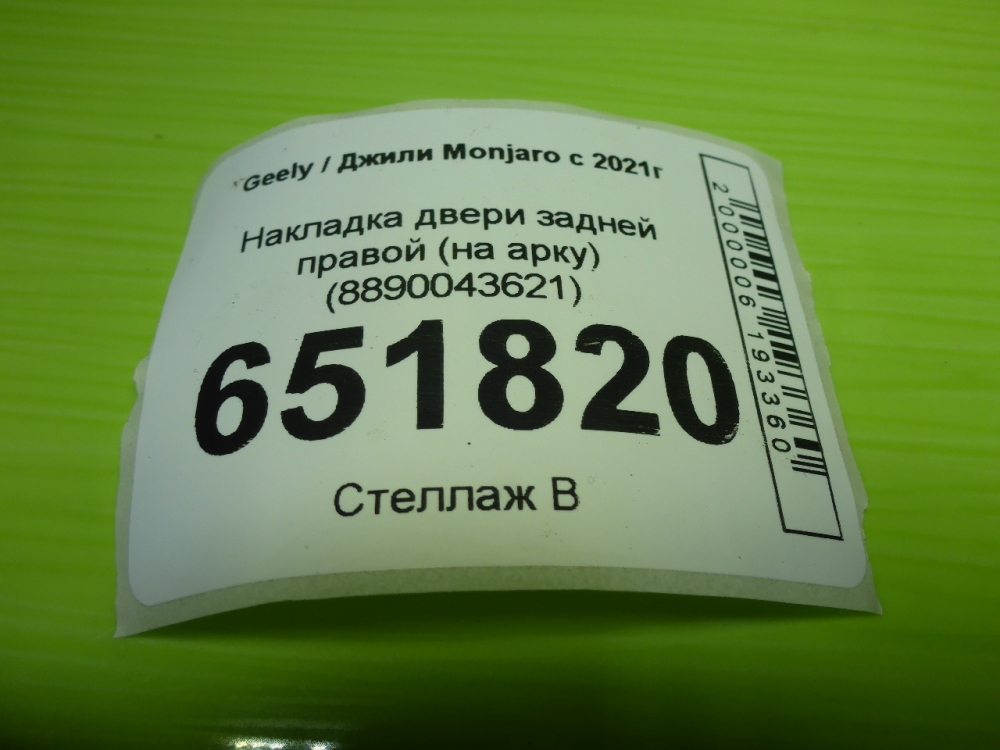 Geely / Джили Monjaro с 2021г
Накладка двери задней
правой (на арку)
(8890043621)
651820
Стеллаж В
2000006193360